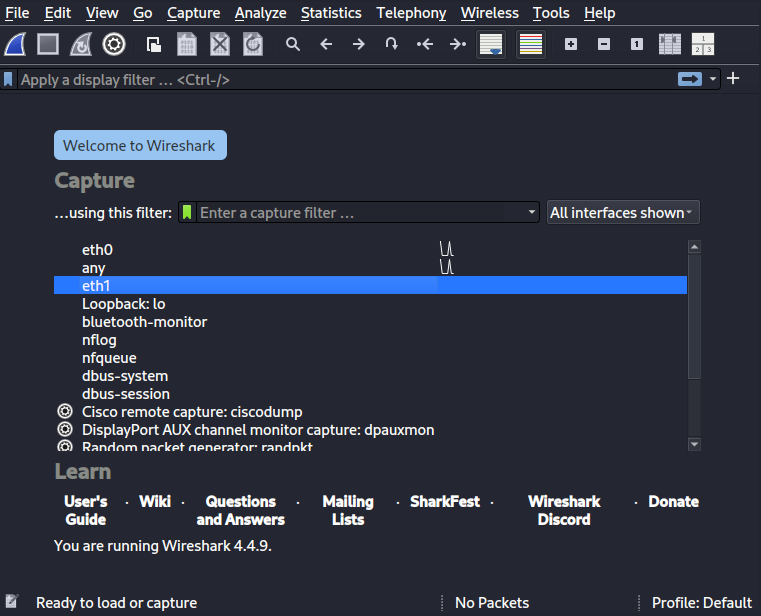 File Edit View Go Capture Analyze Statistics Telephony Wireless Tools Help
Apply a display filter ... <Ctrl-/>
Welcome to Wireshark
Capture
...using this filter: Enter a capture filter ... All interfaces shown
eth0
any
eth1
Loopback: lo
bluetooth-monitor
nflog
nfqueue
dbus-system
dbus-session
Cisco remote capture: ciscodump
DisplayPort AUX channel monitor capture: dpauxmon
Random packet generator: randpkt
Learn
User's Guide · Wiki · Questions and Answers · Mailing Lists · SharkFest · Wireshark Discord · Donate
You are running Wireshark 4.4.9.
Ready to load or capture No Packets Profile: Default